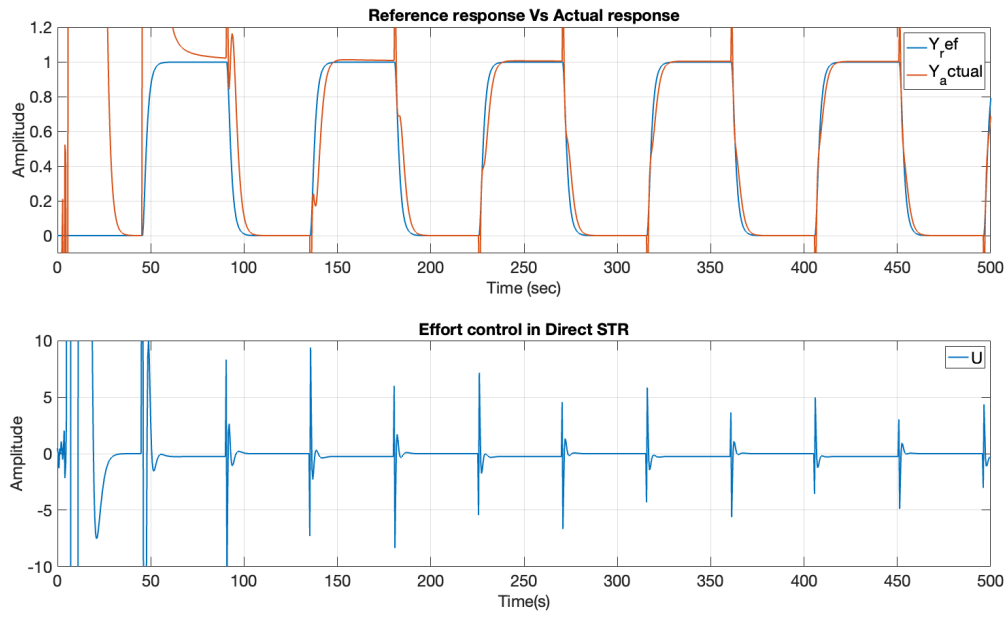 Reference response Vs Actual response
1.2
1
0.8
0.6
0.4
0.2
0
Amplitude
Y_ref
Y_actual
0 50 100 150 200 250 300 350 400 450 500
Time (sec)
Effort control in Direct STR
10
5
0
-5
-10
Amplitude
U
0 50 100 150 200 250 300 350 400 450 500
Time(s)